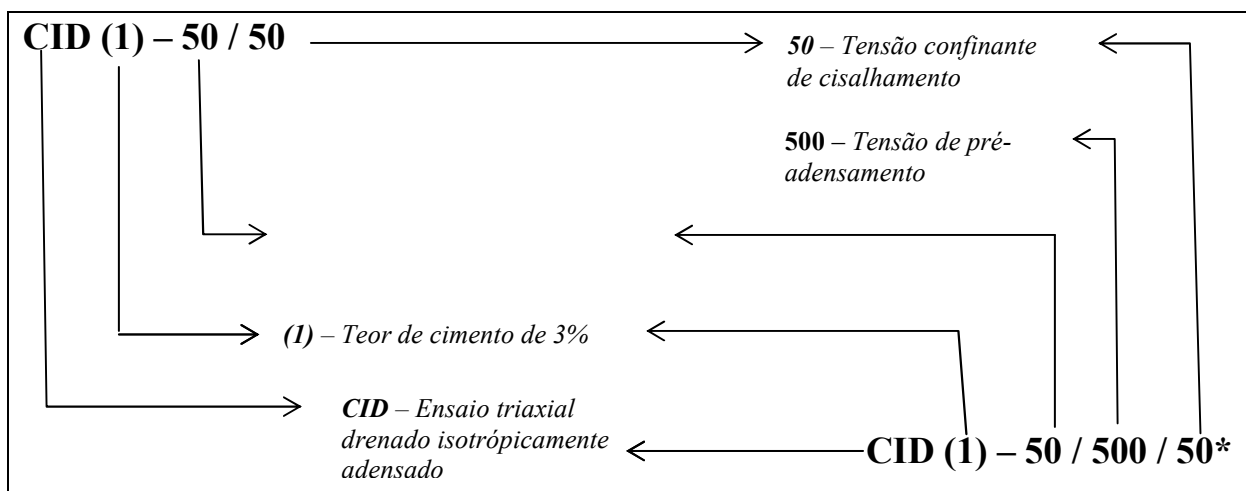 CID (1) – 50 / 50
50 – Tensão confinante
de cisalhamento
500 – Tensão de pré-
adensamento
(1) – Teor de cimento de 3%
CID – Ensaio triaxial
drenado isotrópicamente
adensado
CID (1) – 50 / 500 / 50*